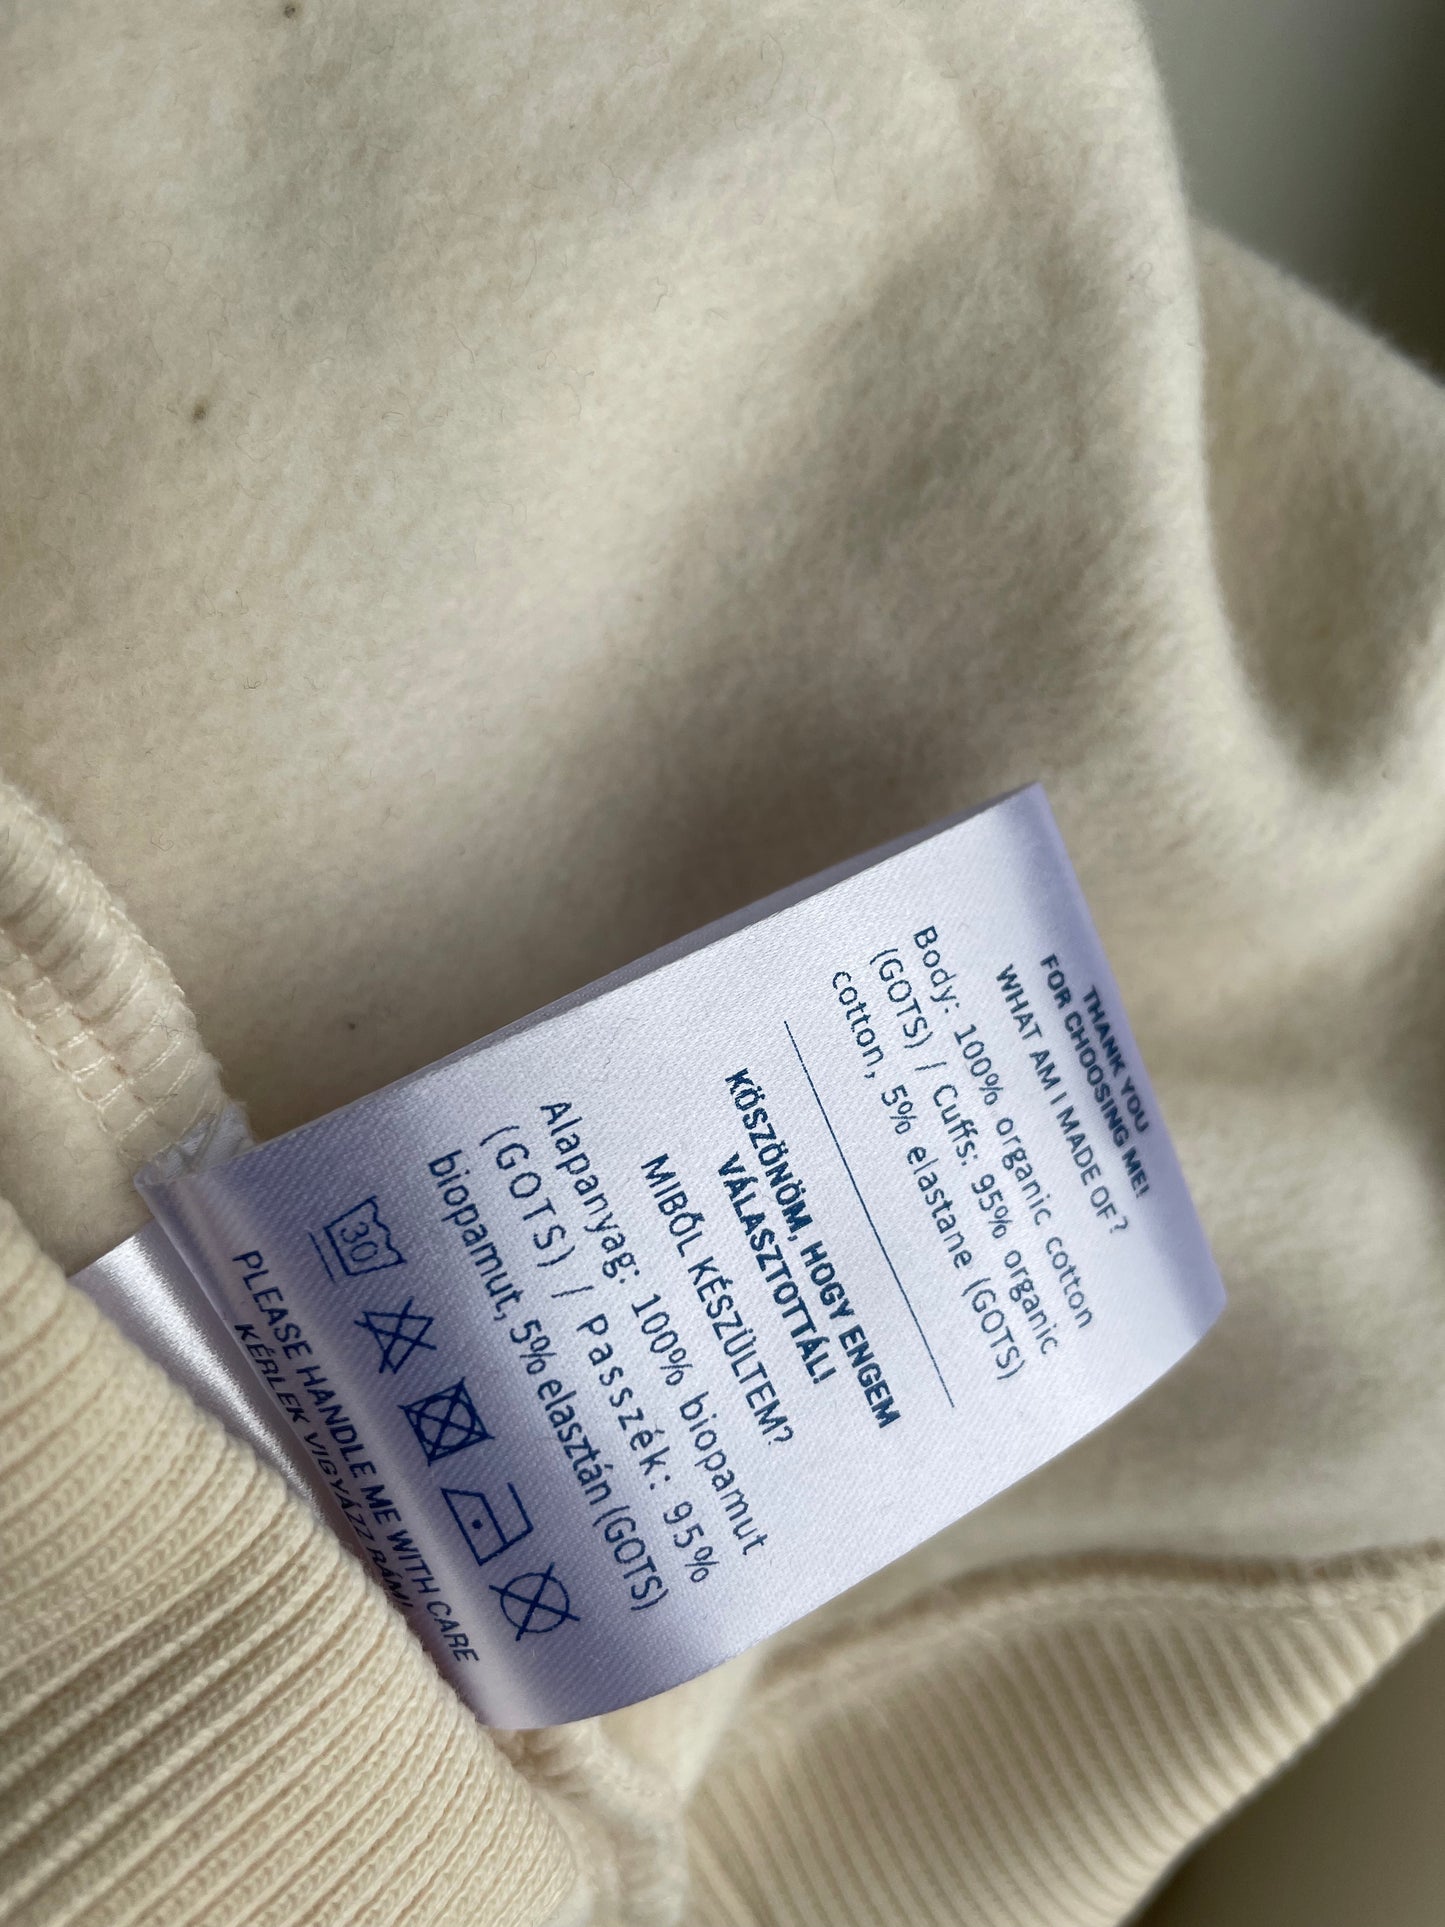 THANK YOU
FOR CHOOSING ME!
WHAT AM I MADE OF?
Body: 100% organic cotton
(GOTS) / Cuffs: 95% organic
cotton, 5% elastane (GOTS)
KÖSZÖNÖM, HOGY ENGEM
VÁLASZTOTTÁL!
MIBŐL KÉSZÜLTEM?
Alapanyag: 100% biopamut
(GOTS) / Passzék: 95%
biopamut, 5% elasztán (GOTS)
30
PLEASE HANDLE ME WITH CARE
KÉRLEK VIGYÁZZ RÁM!